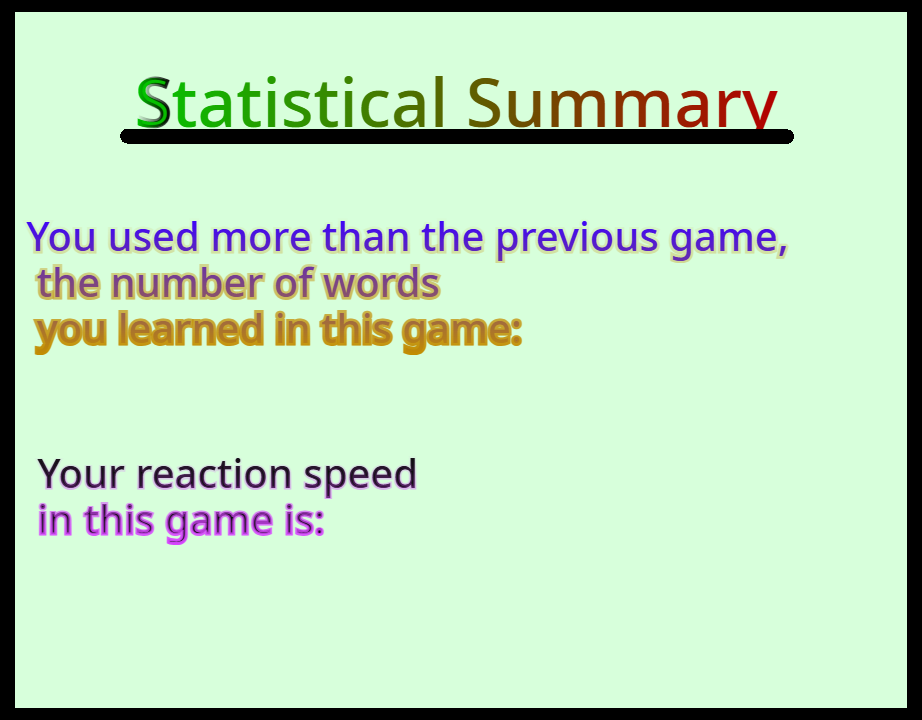 Statistical Summary
You used more than the previous game,
the number of words
you learned in this game:
Your reaction speed
in this game is: